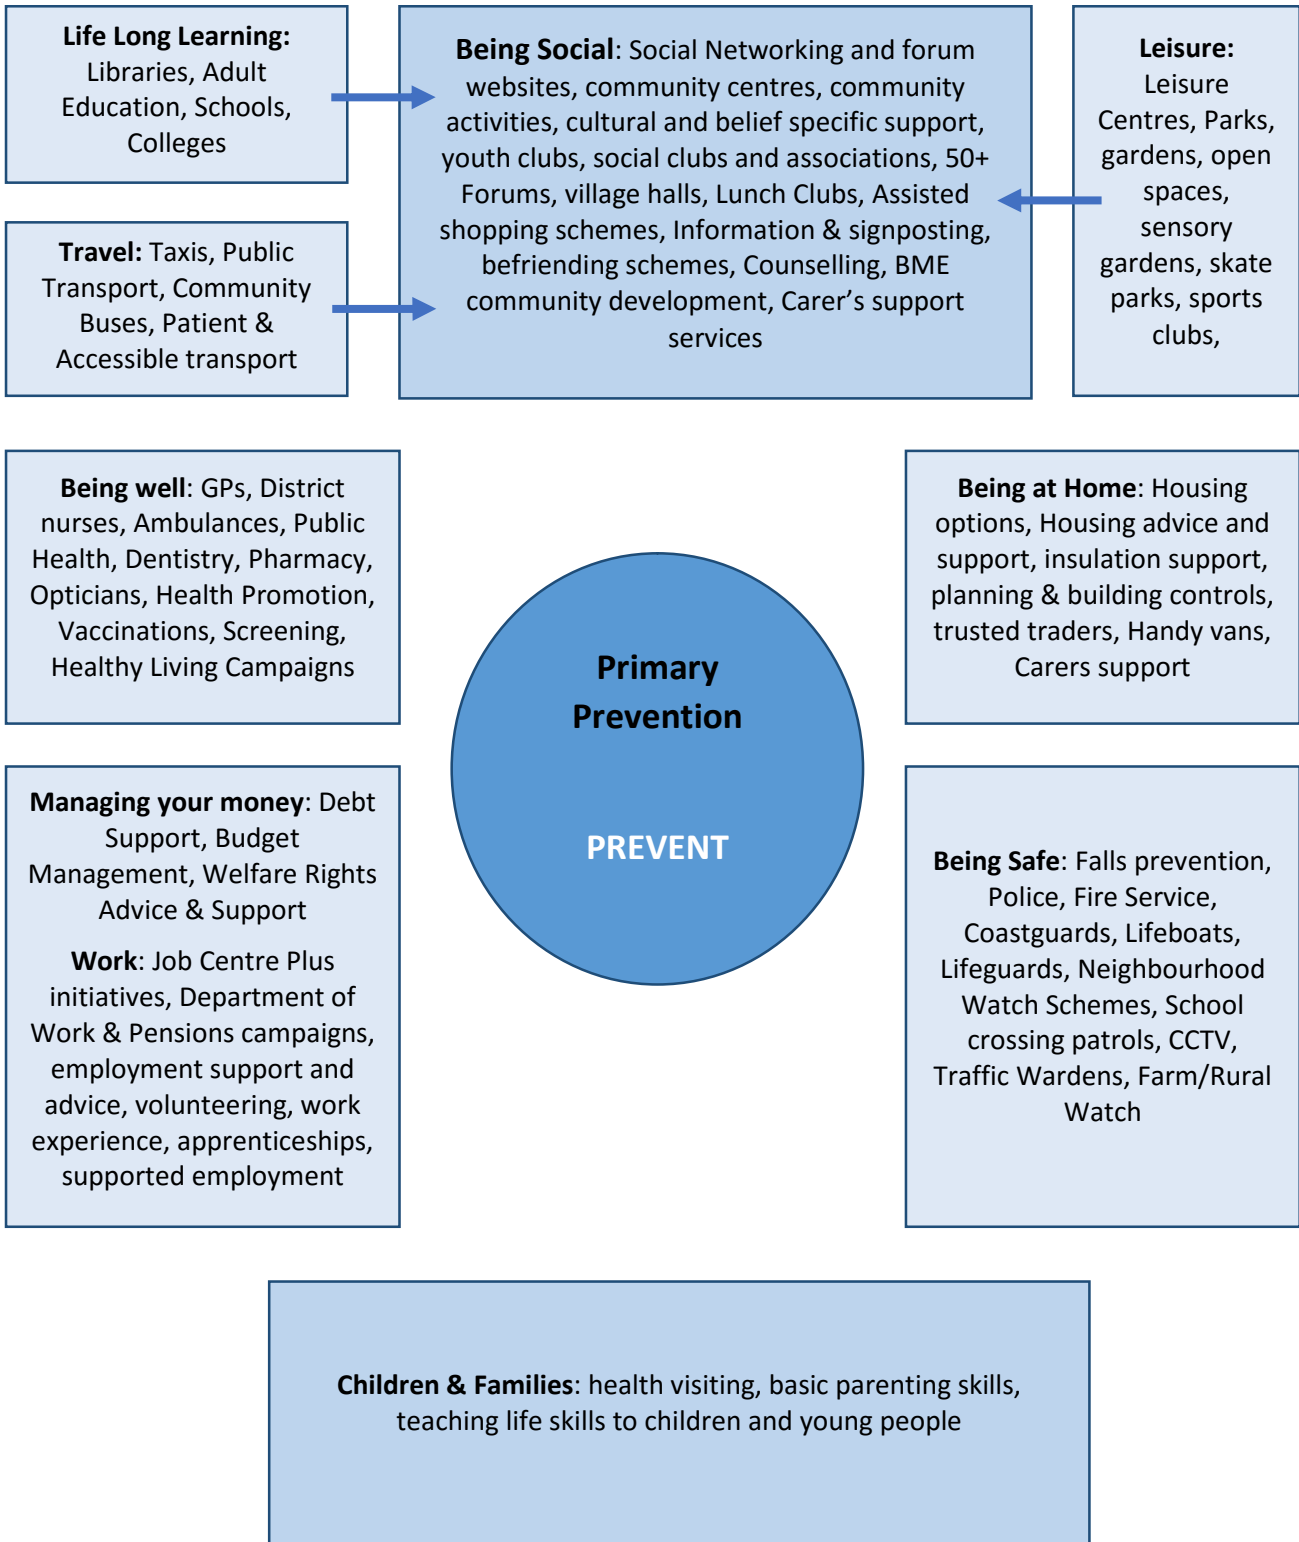 Life Long Learning:
Libraries, Adult
Education, Schools,
Colleges
Travel: Taxis, Public
Transport, Community
Buses, Patient &
Accessible transport
Being Social: Social Networking and forum
websites, community centres, community
activities, cultural and belief specific support,
youth clubs, social clubs and associations, 50+
Forums, village halls, Lunch Clubs, Assisted
shopping schemes, Information & signposting,
befriending schemes, Counselling, BME
community development, Carer’s support
services
Leisure:
Leisure
Centres, Parks,
gardens, open
spaces,
sensory
gardens, skate
parks, sports
clubs,
Being well: GPs, District
nurses, Ambulances, Public
Health, Dentistry, Pharmacy,
Opticians, Health Promotion,
Vaccinations, Screening,
Healthy Living Campaigns
Primary
Prevention
PREVENT
Being at Home: Housing
options, Housing advice and
support, insulation support,
planning & building controls,
trusted traders, Handy vans,
Carers support
Managing your money: Debt
Support, Budget
Management, Welfare Rights
Advice & Support
Work: Job Centre Plus
initiatives, Department of
Work & Pensions campaigns,
employment support and
advice, volunteering, work
experience, apprenticeships,
supported employment
Being Safe: Falls prevention,
Police, Fire Service,
Coastguards, Lifeboats,
Lifeguards, Neighbourhood
Watch Schemes, School
crossing patrols, CCTV,
Traffic Wardens, Farm/Rural
Watch
Children & Families: health visiting, basic parenting skills,
teaching life skills to children and young people